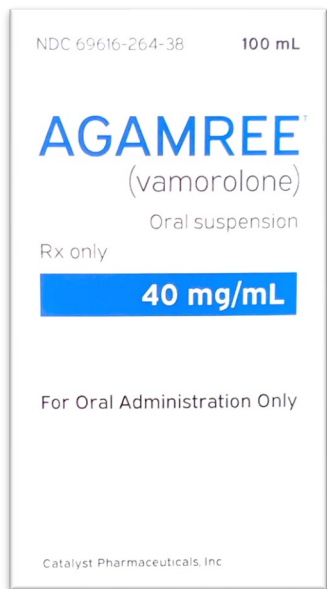 NDC 69616-264-38 100 mL
AGAMREE™
(vamorolone)
Oral suspension
Rx only
40 mg/mL
For Oral Administration Only
Catalyst Pharmaceuticals, Inc